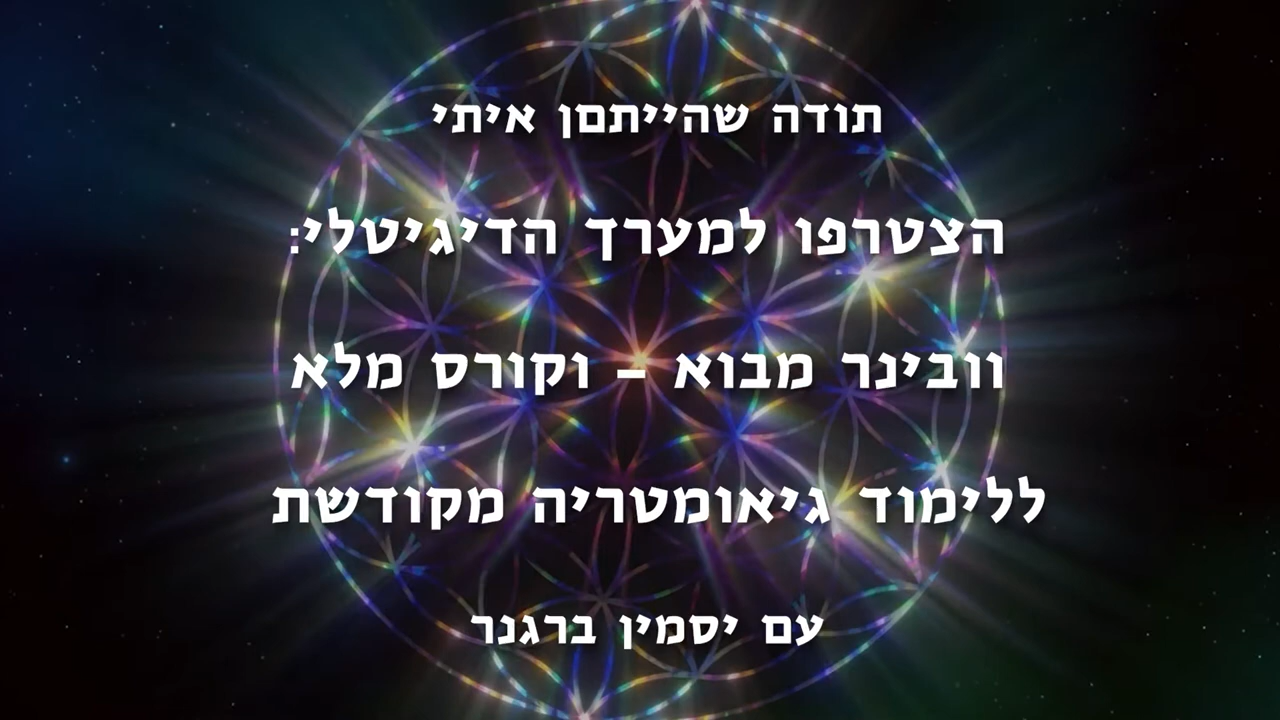 תודה שהייתםן איתי
הצטרפו למערך הדיגיטלי:
וובינר מבוא – וקורס מלא
ללימוד גיאומטריה מקודשת
עם יסמין ברגנר